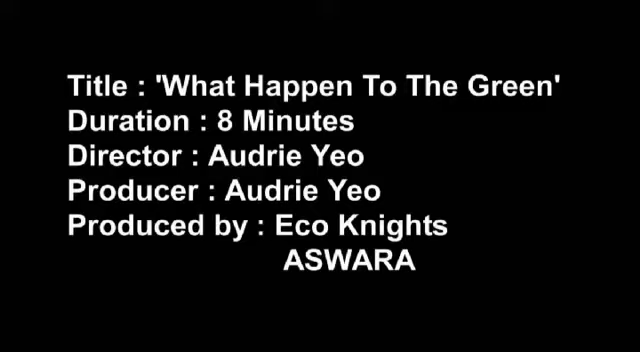 Title : 'What Happen To The Green'
Duration : 8 Minutes
Director : Audrie Yeo
Producer : Audrie Yeo
Produced by : Eco Knights
ASWARA